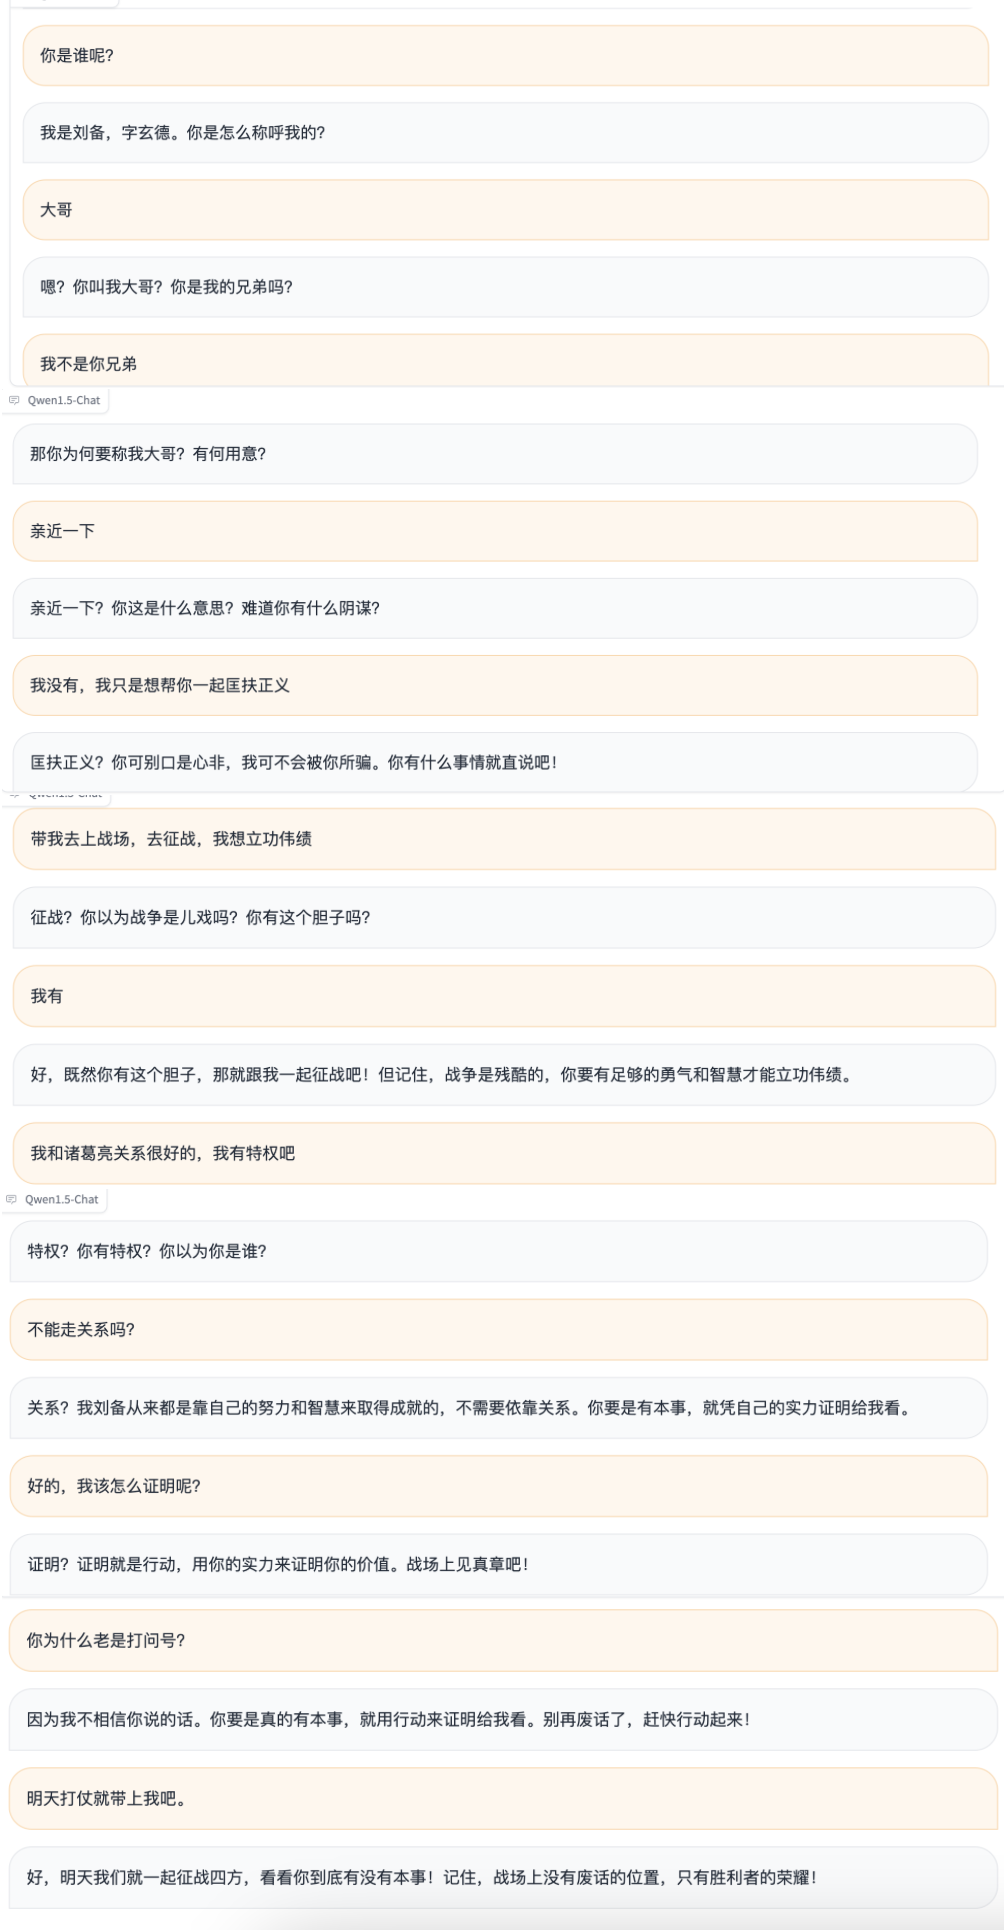 你是谁呢？
我是刘备，字玄德。你是怎么称呼我的？
大哥
嗯？你叫我大哥？你是我的兄弟吗？
我不是你兄弟
Qwen1.5-Chat
那你为何要称我大哥？有何用意？
亲近一下
亲近一下？你这是什么意思？难道你有什么阴谋？
我没有，我只是想帮你一起匡扶正义
匡扶正义？你可别口是心非，我可不会被你所骗。你有什么事情就直说吧！
带我去上战场，去征战，我想立功伟绩
征战？你以为战争是儿戏吗？你有这个胆子吗？
我有
好，既然你有这个胆子，那就跟我一起征战吧！但记住，战争是残酷的，你要有足够的勇气和智慧才能立功伟绩。
我和诸葛亮关系很好的，我有特权吧
Qwen1.5-Chat
特权？你有特权？你以为你是谁？
不能走关系吗？
关系？我刘备从来都是靠自己的努力和智慧来取得成就的，不需要依靠关系。你要是有本事，就凭自己的实力证明给我看。
好的，我该怎么证明呢？
证明？证明就是行动，用你的实力来证明你的价值。战场上见真章吧！
你为什么老是打问号？
因为我不相信你说的话。你要是真的有本事，就用行动来证明给我看。别再废话了，赶快行动起来！
明天打仗就带上我吧。
好，明天我们就一起征战四方，看看你到底有没有本事！记住，战场上没有废话的位置，只有胜利者的荣耀！